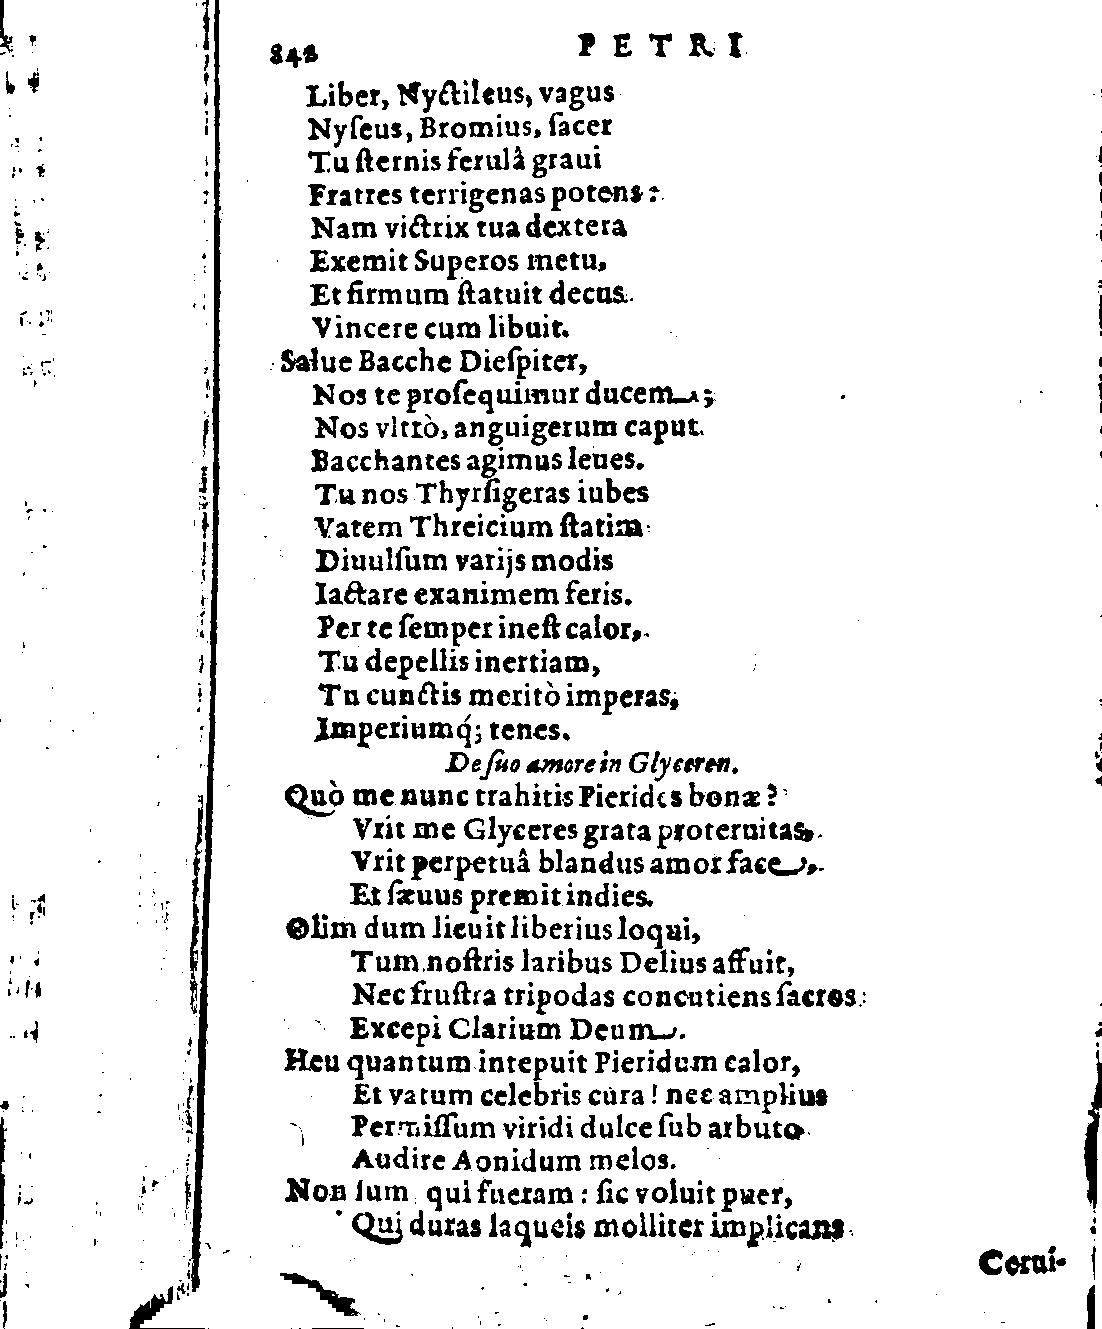 842 PETRI
Liber, Nyctileus, vagus
Nyſeus, Bromius, ſacer
Tu ſternis ferulâ graui
Fratres terrigenas potens:
Nam victrix tua dextera
Exemit Superos metu,
Et firmum ſtatuit decus.
Vincere cum libuit.
Salue Bacche Dieſpiter,
Nos te proſequimur ducem;
Nos vltrò, anguigerum caput
Bacchantes agimus leues.
Tu nos Thyrſigeras iubes
Vatem Threicium ſtatim
Diuulſum varijs modis
Iactare exanimem feris.
Per te ſemper ineſt calor,
Tu depellis inertiam,
Tu cunctis meritò imperas,
Imperiumq́; tenes.
De ſuo amore in Glyceren.
Quò me nunc trahitis Pierides bonæ?
Vrit me Glyceres grata proteruitas,
Vrit perpetuâ blandus amor face,
Et ſæuus premit indies.
Olim dum licuit liberius loqui,
Tum noſtris laribus Delius affuit,
Nec fruſtra tripodas concutiens ſacros
Excepi Clarium Deum.
Heu quantum intepuit Pieridum calor,
Et vatum celebris cura! nec amplius
Permiſſum viridi dulce ſub arbuto
Audire Aonidum melos.
Non ſum qui fueram: ſic voluit puer,
Qui duras laqueis molliter implicans
Cerui-